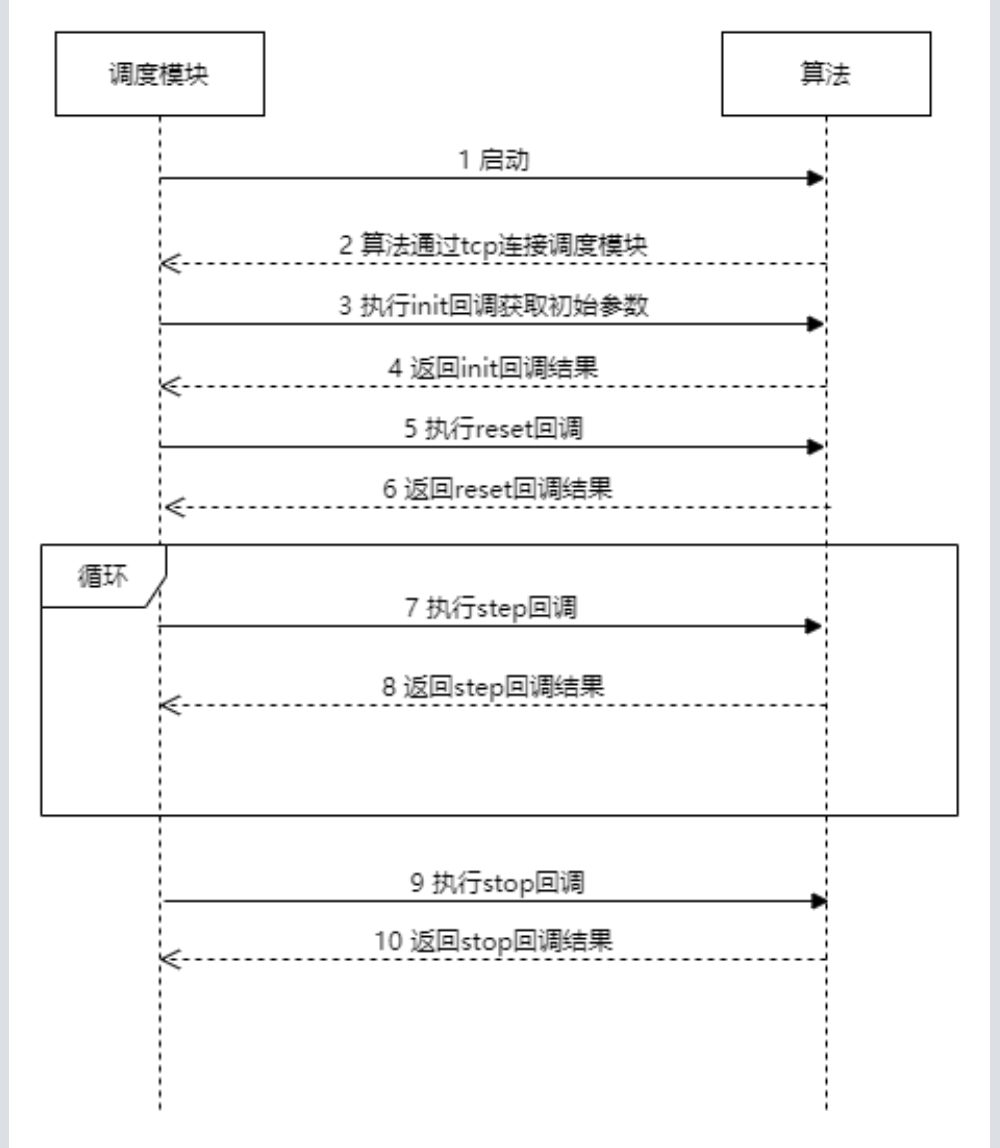 调度模块
算法
1 启动
2 算法通过tcp连接调度模块
3 执行init回调获取初始参数
4 返回init回调结果
5 执行reset回调
6 返回reset回调结果
循环
7 执行step回调
8 返回step回调结果
9 执行stop回调
10 返回stop回调结果